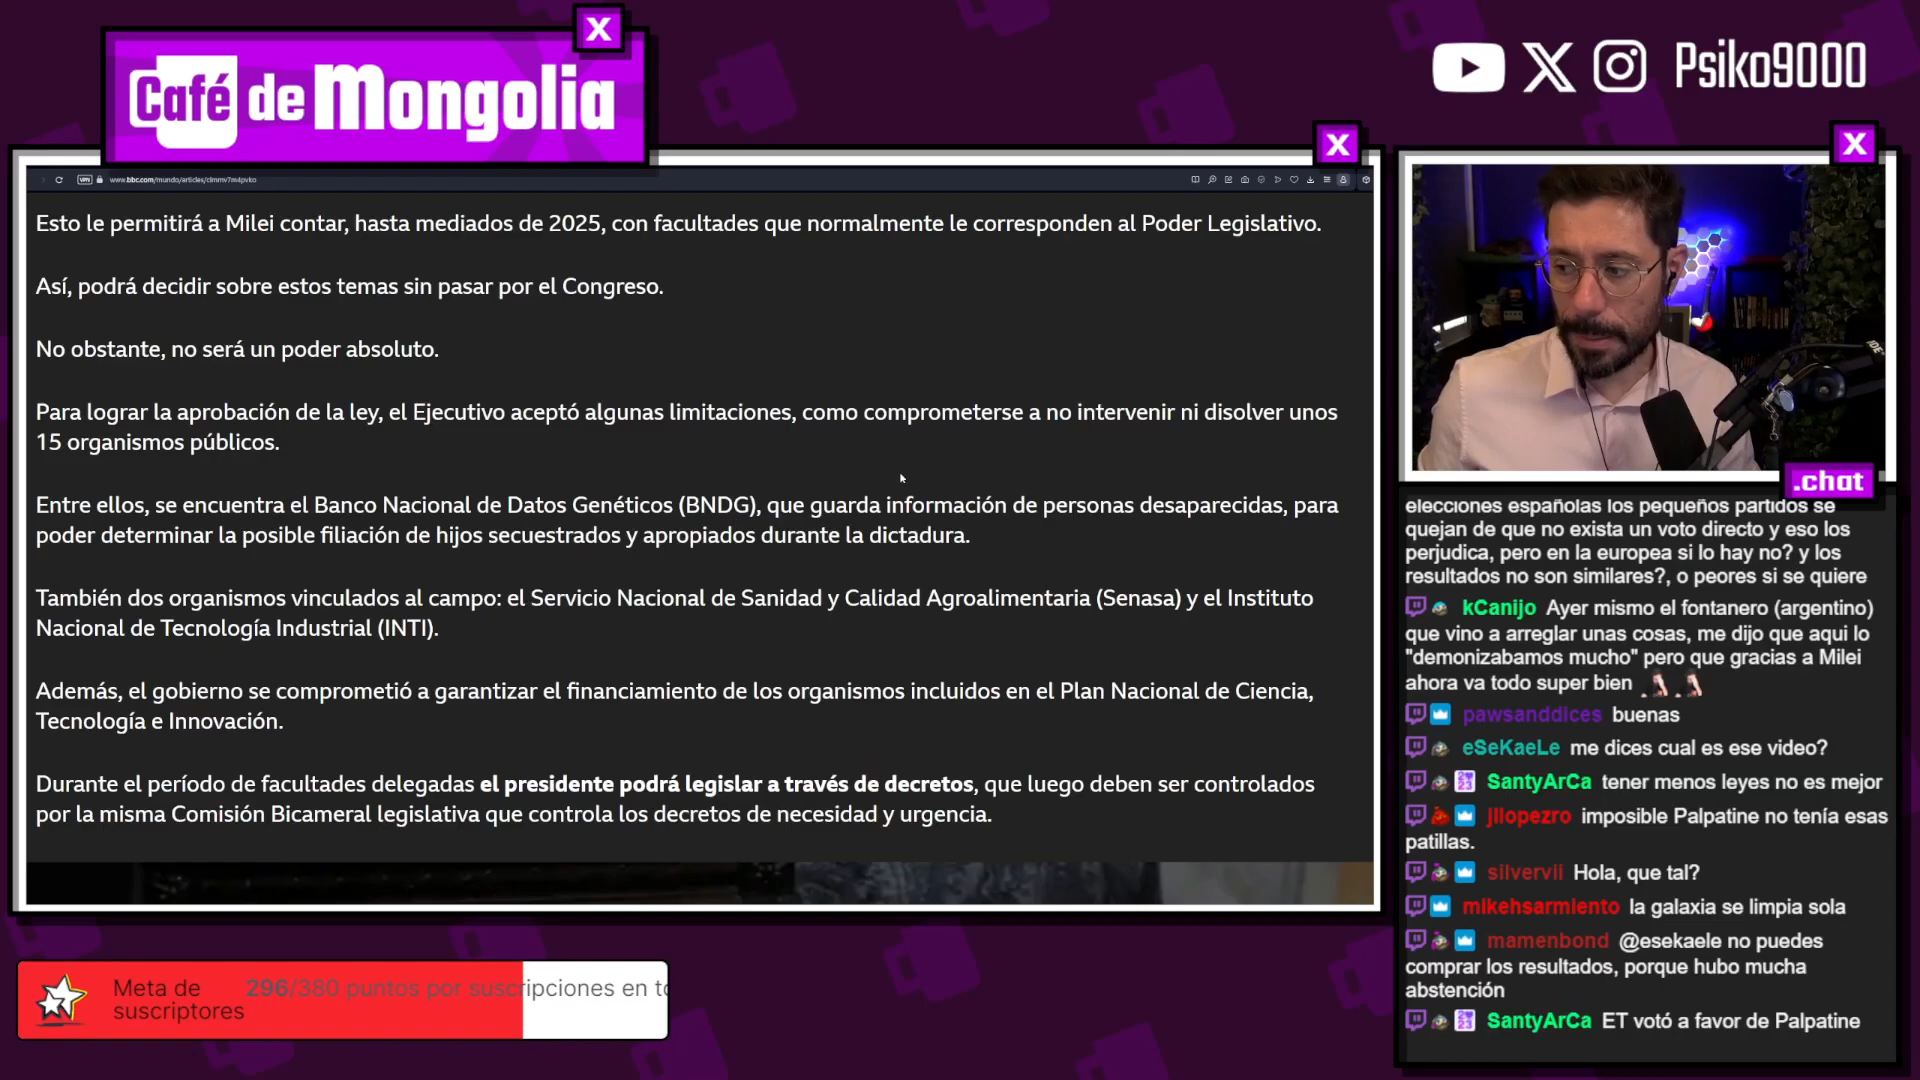 X
Café de Mongolia
X
Psiko9000
X
VPN
www.bbc.com/mundo/articles/clmmv7m4pvko
Esto le permitirá a Milei contar, hasta mediados de 2025, con facultades que normalmente le corresponden al Poder Legislativo.
Así, podrá decidir sobre estos temas sin pasar por el Congreso.
No obstante, no será un poder absoluto.
Para lograr la aprobación de la ley, el Ejecutivo aceptó algunas limitaciones, como comprometerse a no intervenir ni disolver unos
15 organismos públicos.
Entre ellos, se encuentra el Banco Nacional de Datos Genéticos (BNDG), que guarda información de personas desaparecidas, para
poder determinar la posible filiación de hijos secuestrados y apropiados durante la dictadura.
También dos organismos vinculados al campo: el Servicio Nacional de Sanidad y Calidad Agroalimentaria (Senasa) y el Instituto
Nacional de Tecnología Industrial (INTI).
Además, el gobierno se comprometió a garantizar el financiamiento de los organismos incluidos en el Plan Nacional de Ciencia,
Tecnología e Innovación.
Durante el período de facultades delegadas el presidente podrá legislar a través de decretos, que luego deben ser controlados
por la misma Comisión Bicameral legislativa que controla los decretos de necesidad y urgencia.
.chat
elecciones españolas los pequeños partidos se
quejan de que no exista un voto directo y eso los
perjudica, pero en la europea si lo hay no? y los
resultados no son similares?, o peores si se quiere
kCanijo Ayer mismo el fontanero (argentino)
que vino a arreglar unas cosas, me dijo que aqui lo
"demonizabamos mucho" pero que gracias a Milei
ahora va todo super bien
pawsanddices buenas
eSeKaeLe me dices cual es ese video?
SantyArCa tener menos leyes no es mejor
jllopezro imposible Palpatine no tenía esas
patillas.
silvervii Hola, que tal?
mikehsarmiento la galaxia se limpia sola
mamenbond @esekaele no puedes
comprar los resultados, porque hubo mucha
abstención
SantyArCa ET votó a favor de Palpatine
Meta de
suscriptores
296/380 puntos por suscripciones en to